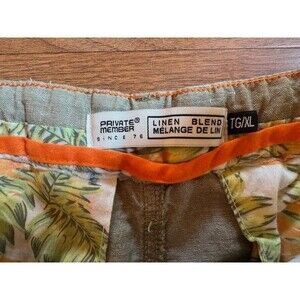 PRIVATE®
MEMBER
SINCE 76
LINEN BLEND
MÉLANGE DE LIN
TG/XL